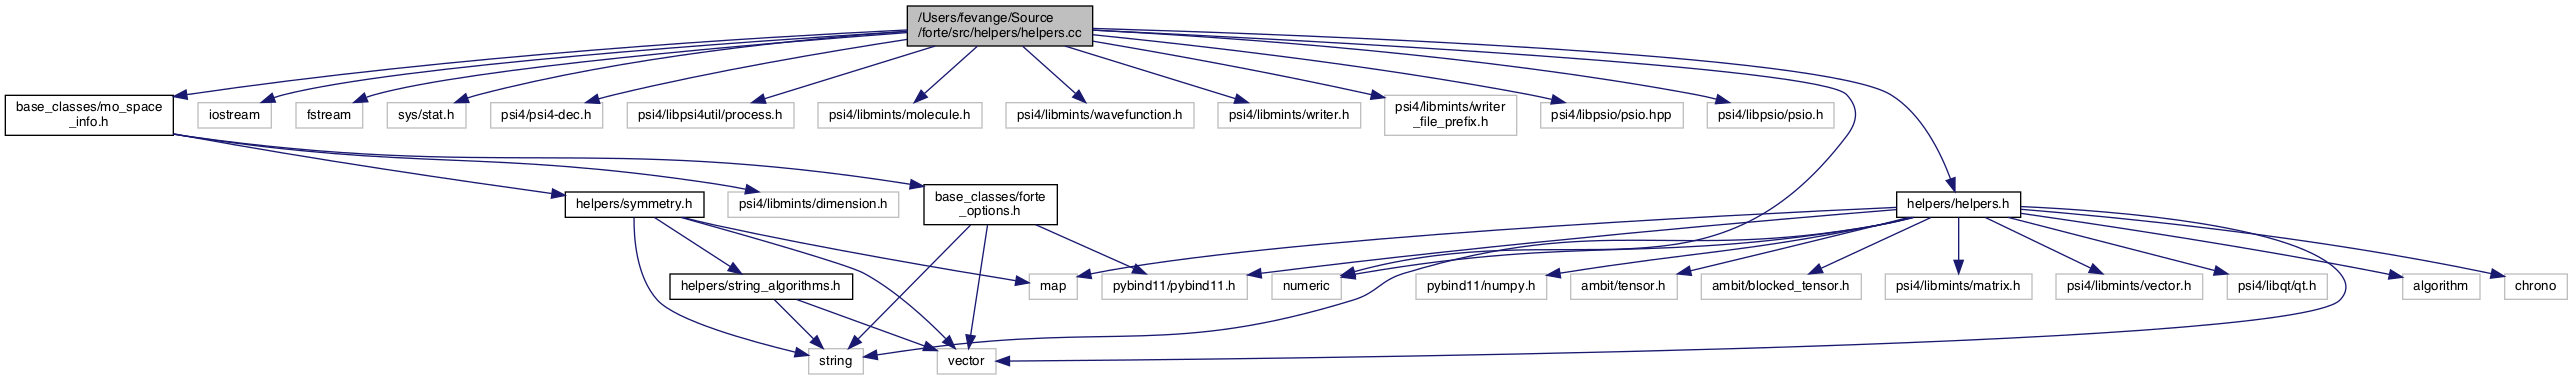 /Users/fevange/Source
/forte/src/helpers/helpers.cc
base_classes/mo_space
_info.h
iostream
fstream
sys/stat.h
psi4/psi4-dec.h
psi4/libpsi4util/process.h
psi4/libmints/molecule.h
psi4/libmints/wavefunction.h
psi4/libmints/writer.h
psi4/libmints/writer
_file_prefix.h
psi4/libpsio/psio.hpp
psi4/libpsio/psio.h
helpers/symmetry.h
psi4/libmints/dimension.h
base_classes/forte
_options.h
helpers/helpers.h
helpers/string_algorithms.h
map
pybind11/pybind11.h
numeric
pybind11/numpy.h
ambit/tensor.h
ambit/blocked_tensor.h
psi4/libmints/matrix.h
psi4/libmints/vector.h
psi4/libqt/qt.h
algorithm
chrono
string
vector